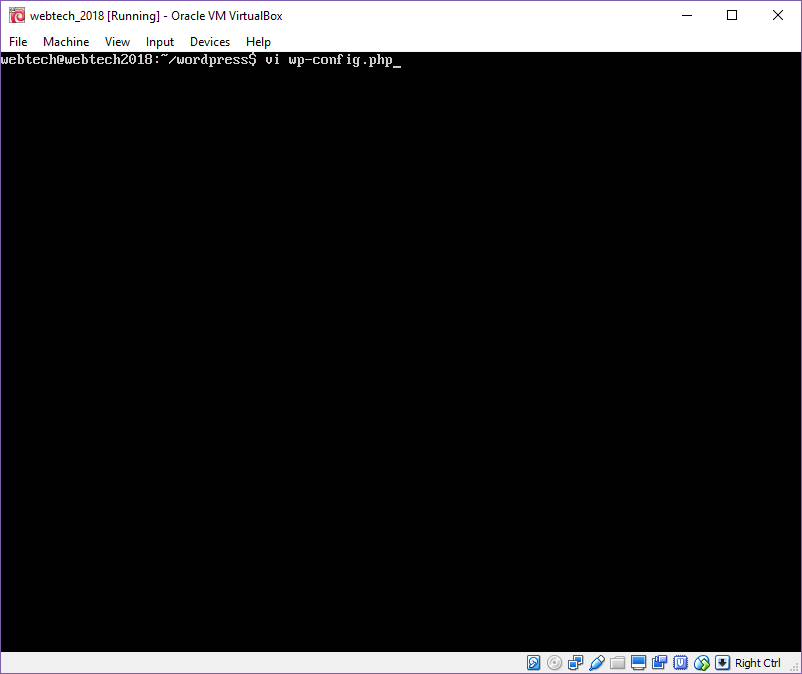 webtech_2018 [Running] - Oracle VM VirtualBox
File Machine View Input Devices Help
webtech@webtech2018:~/wordpress$ vi wp-config.php_
Right Ctrl